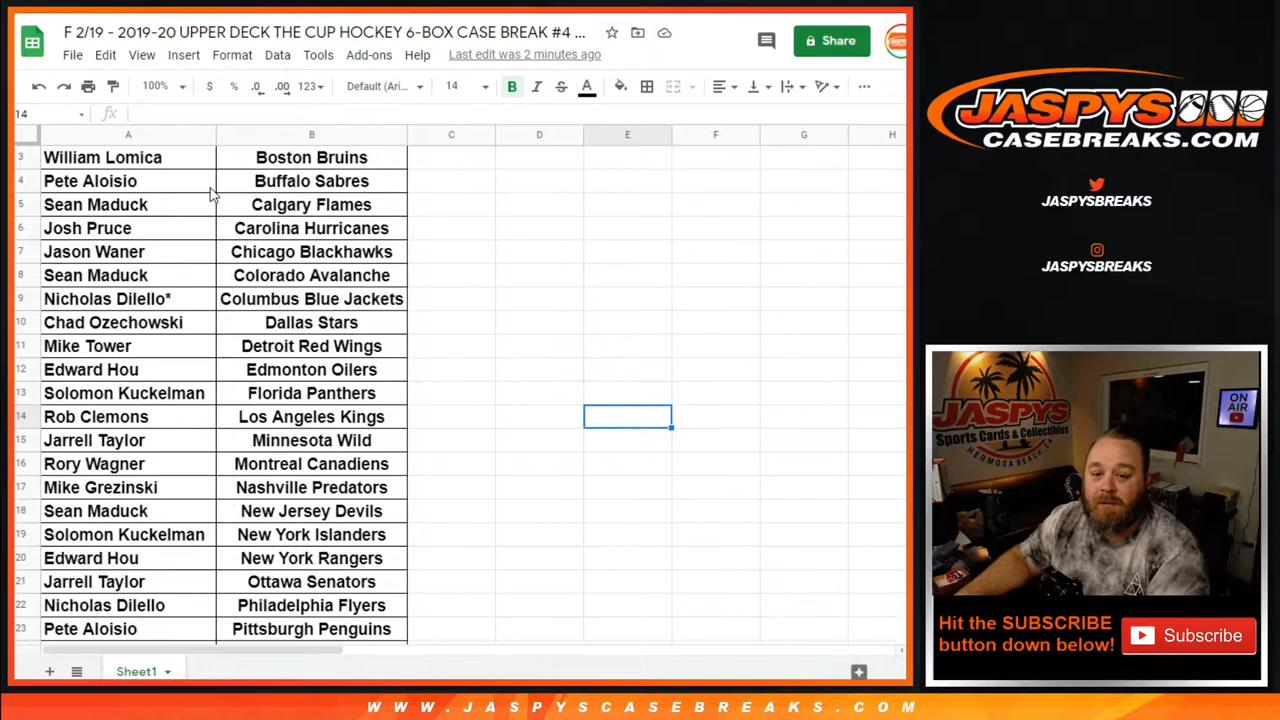 F 2/19 - 2019-20 UPPER DECK THE CUP HOCKEY 6-BOX CASE BREAK #4 ...
File Edit View Insert Format Data Tools Add-ons Help Last edit was 2 minutes ago
Share
100% $ % .0 .00 123 Default (Ari... 14 B I S A
14 fx
A B C D E F G H
3 William Lomica Boston Bruins
4 Pete Aloisio Buffalo Sabres
5 Sean Maduck Calgary Flames
6 Josh Pruce Carolina Hurricanes
7 Jason Waner Chicago Blackhawks
8 Sean Maduck Colorado Avalanche
9 Nicholas Dilello* Columbus Blue Jackets
10 Chad Ozechowski Dallas Stars
11 Mike Tower Detroit Red Wings
12 Edward Hou Edmonton Oilers
13 Solomon Kuckelman Florida Panthers
14 Rob Clemons Los Angeles Kings
15 Jarrell Taylor Minnesota Wild
16 Rory Wagner Montreal Canadiens
17 Mike Grezinski Nashville Predators
18 Sean Maduck New Jersey Devils
19 Solomon Kuckelman New York Islanders
20 Edward Hou New York Rangers
21 Jarrell Taylor Ottawa Senators
22 Nicholas Dilello Philadelphia Flyers
23 Pete Aloisio Pittsburgh Penguins
Sheet1
JASPYS
CASEBREAKS.COM
JASPYSBREAKS
JASPYSBREAKS
JASPYS
Sports Cards & Collectibles
HERMOSA BEACH, CA
ON AIR
Hit the SUBSCRIBE
button down below!
Subscribe
WWW.JASPYSCASEBREAKS.COM